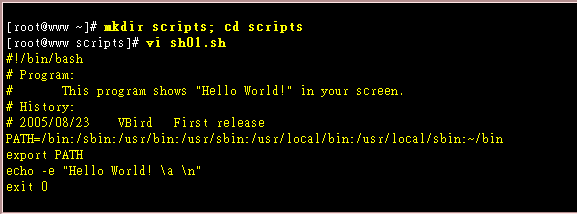 [root@www ~]# mkdir scripts; cd scripts
[root@www scripts]# vi sh01.sh
#!/bin/bash
# Program:
#       This program shows "Hello World!" in your screen.
# History:
# 2005/08/23    VBird   First release
PATH=/bin:/sbin:/usr/bin:/usr/sbin:/usr/local/bin:/usr/local/sbin:~/bin
export PATH
echo -e "Hello World! \a \n"
exit 0